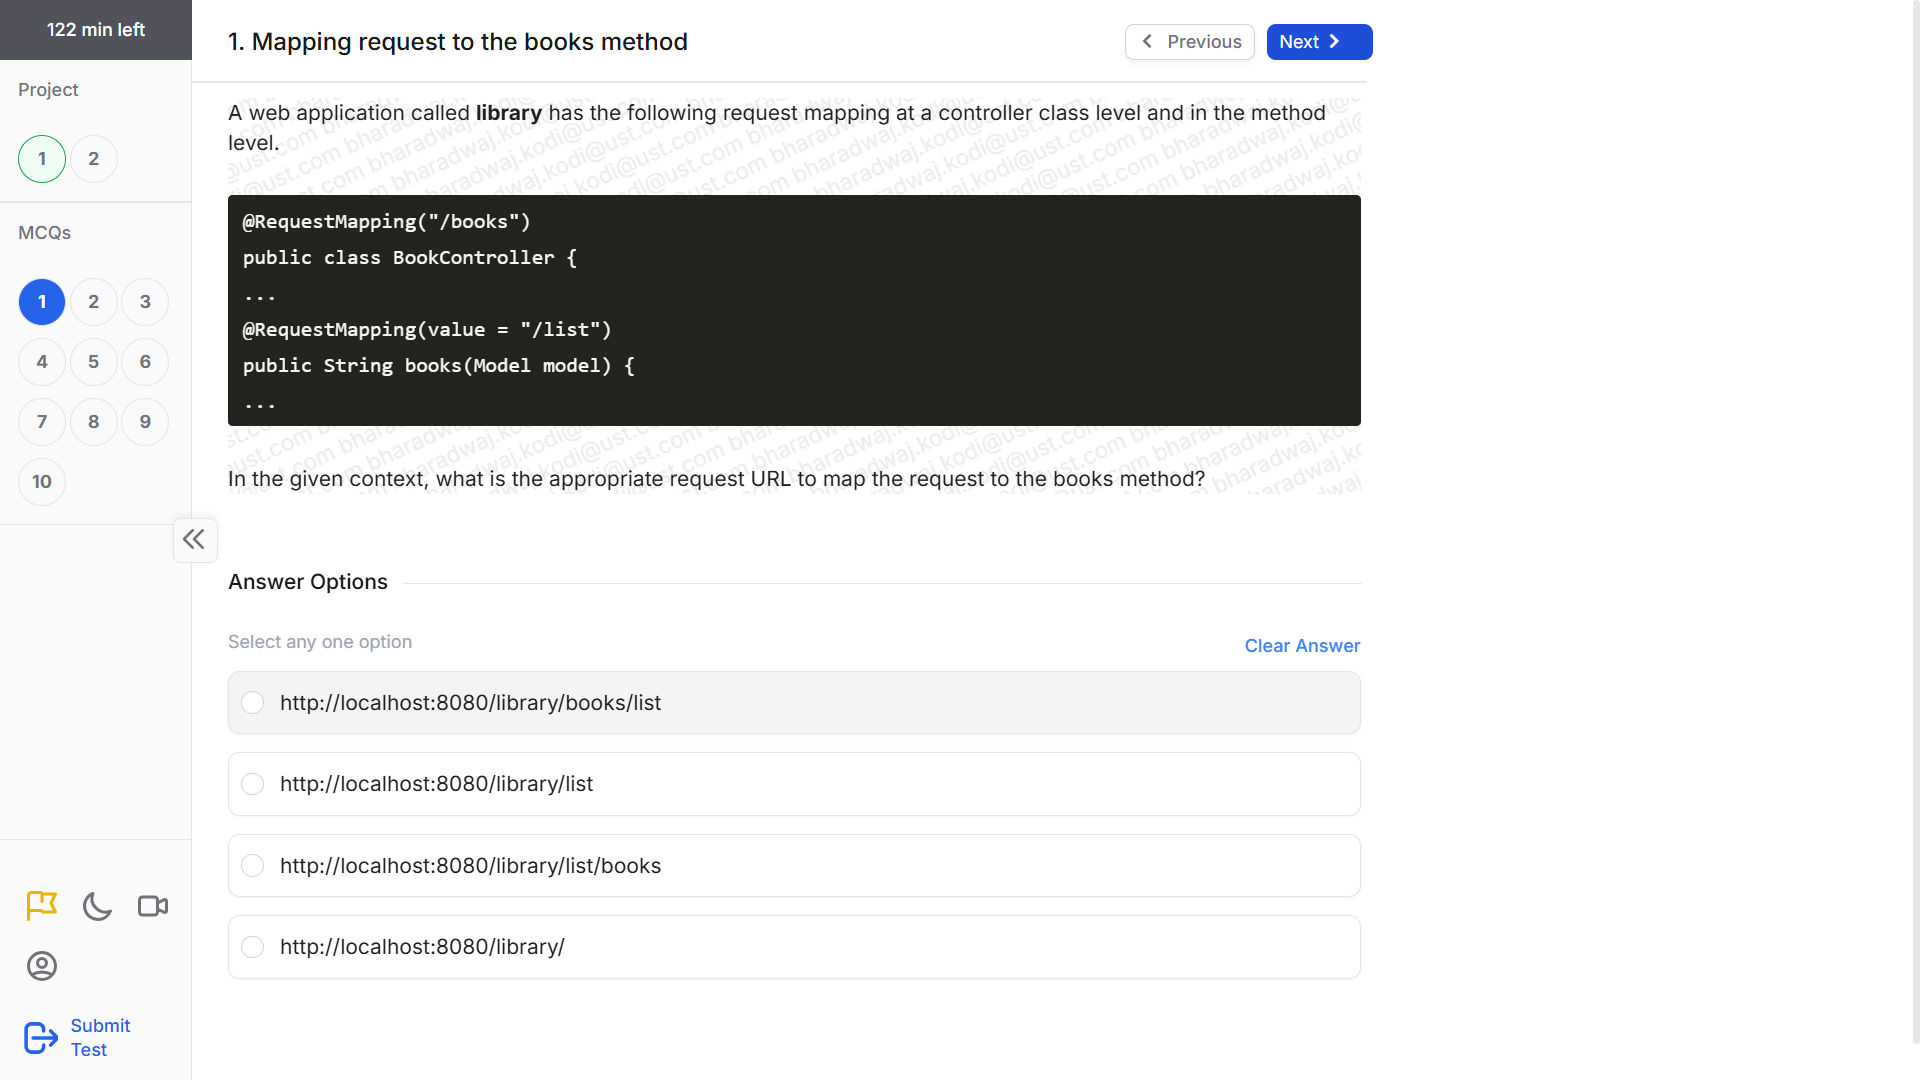 122 min left
Project
1
2
MCQs
1
2
3
4
5
6
7
8
9
10
Submit
Test
1. Mapping request to the books method
Previous
Next
A web application called library has the following request mapping at a controller class level and in the method
level.
@RequestMapping("/books")
public class BookController {
...
@RequestMapping(value = "/list")
public String books(Model model) {
...
In the given context, what is the appropriate request URL to map the request to the books method?
Answer Options
Select any one option
Clear Answer
http://localhost:8080/library/books/list
http://localhost:8080/library/list
http://localhost:8080/library/list/books
http://localhost:8080/library/